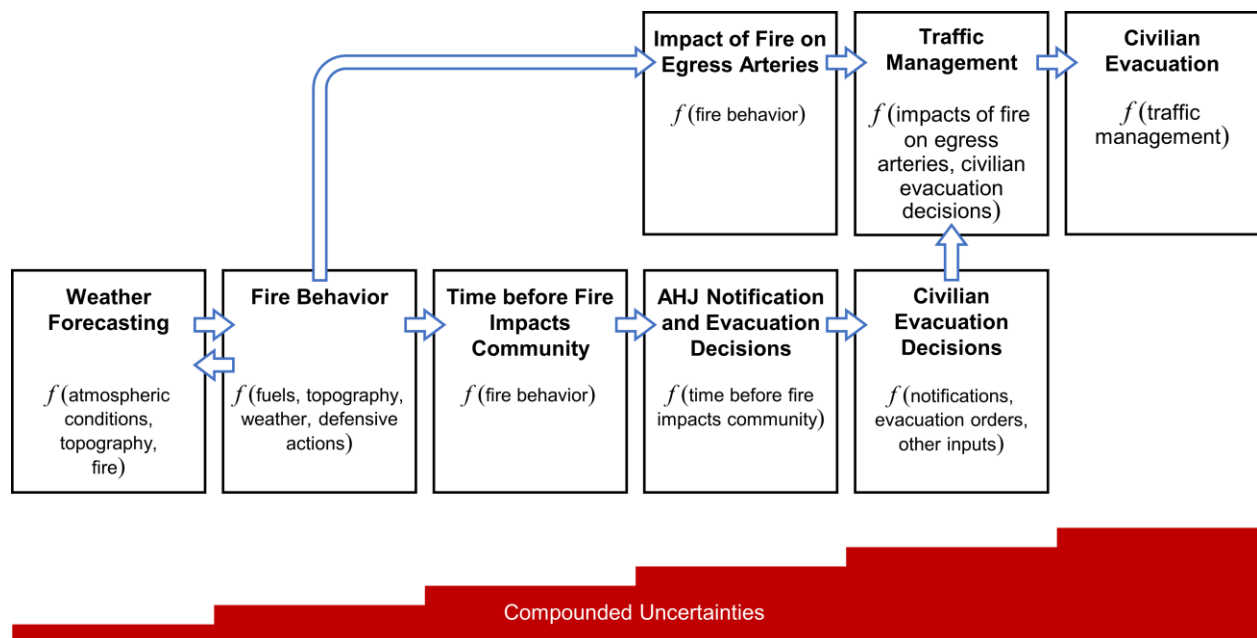 Impact of Fire on
Egress Arteries
f (fire behavior)
Traffic
Management
f (impacts of fire
on egress
arteries, civilian
evacuation
decisions)
Civilian
Evacuation
f (traffic
management)
Weather
Forecasting
f (atmospheric
conditions,
topography,
fire)
Fire Behavior
f (fuels, topography,
weather, defensive
actions)
Time before Fire
Impacts
Community
f (fire behavior)
AHJ Notification
and Evacuation
Decisions
f (time before fire
impacts community)
Civilian
Evacuation
Decisions
f (notifications,
evacuation orders,
other inputs)
Compounded Uncertainties